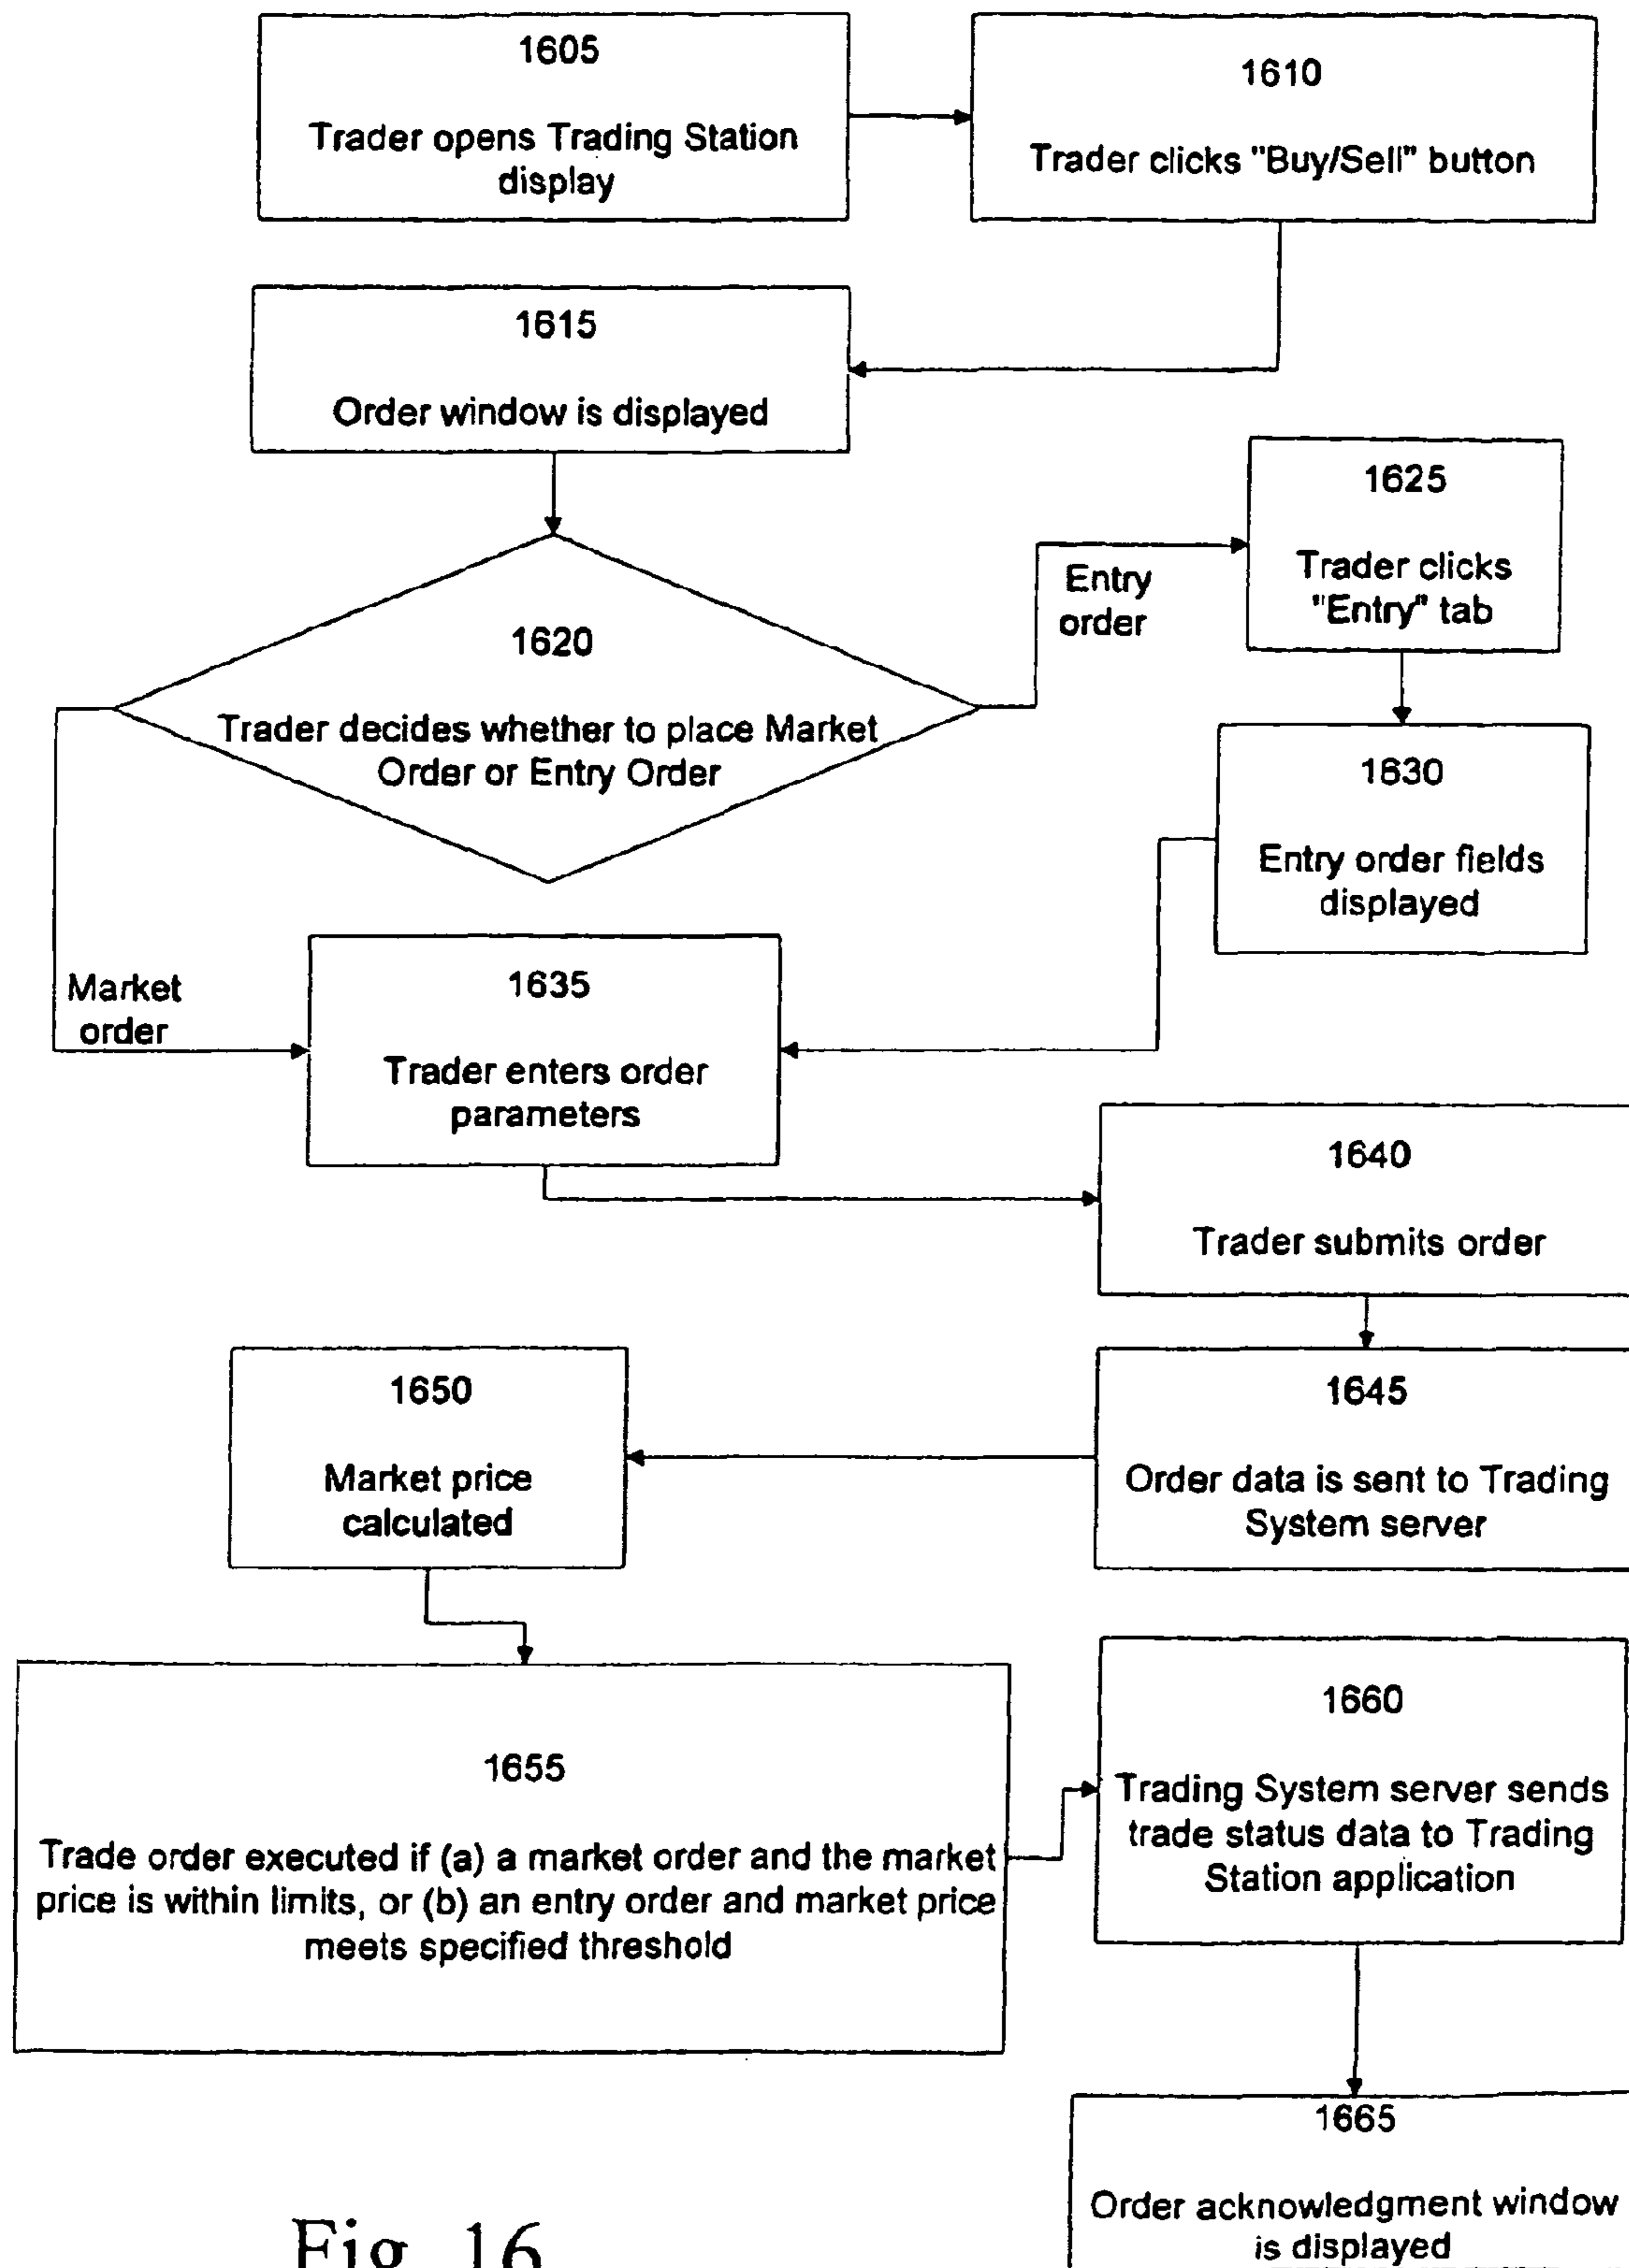 1605
Trader opens Trading Station
display
1610
Trader clicks "Buy/Sell" button
1615
Order window is displayed
1620
Trader decides whether to place Market
Order or Entry Order
Entry
order
1625
Trader clicks
"Entry" tab
1630
Entry order fields
displayed
Market
order
1635
Trader enters order
parameters
1640
Trader submits order
1645
Order data is sent to Trading
System server
1650
Market price
calculated
1655
Trade order executed if (a) a market order and the market
price is within limits, or (b) an entry order and market price
meets specified threshold
1660
Trading System server sends
trade status data to Trading
Station application
1665
Order acknowledgment window
is displayed
Fig. 16